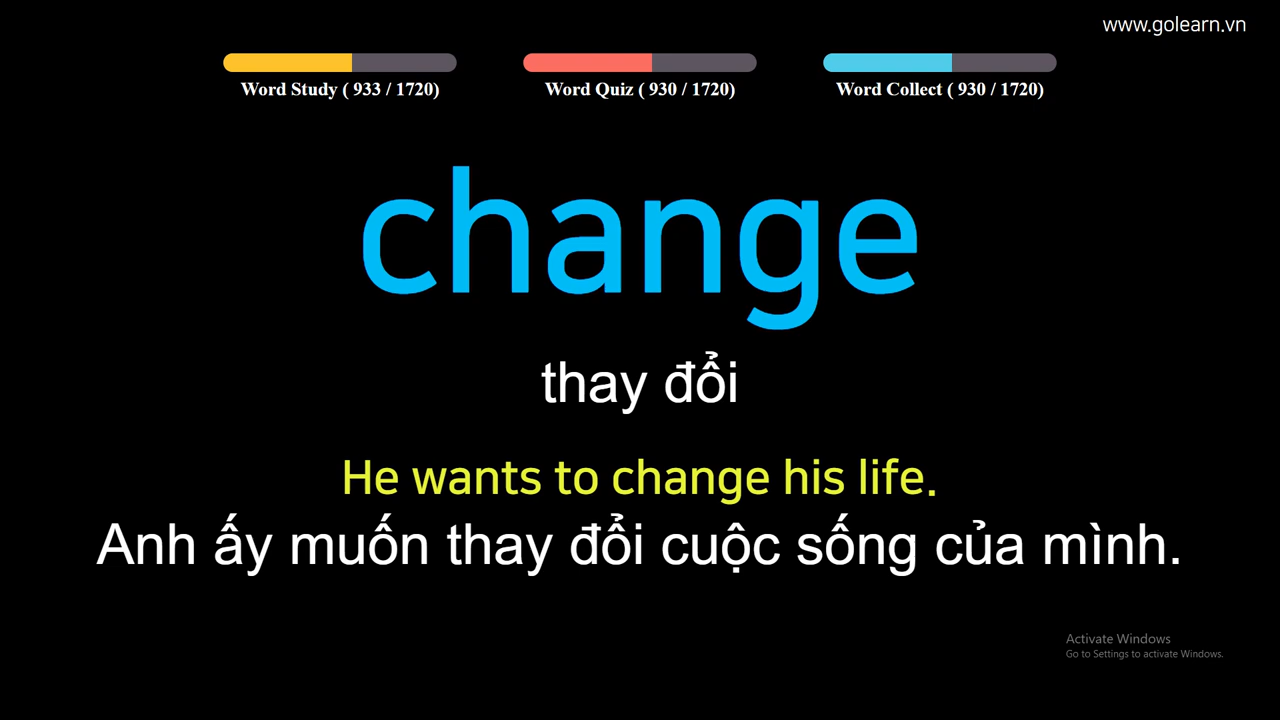 www.golearn.vn
Word Study ( 933 / 1720)
Word Quiz ( 930 / 1720)
Word Collect ( 930 / 1720)
change
thay đổi
He wants to change his life.
Anh ấy muốn thay đổi cuộc sống của mình.
Activate Windows
Go to Settings to activate Windows.